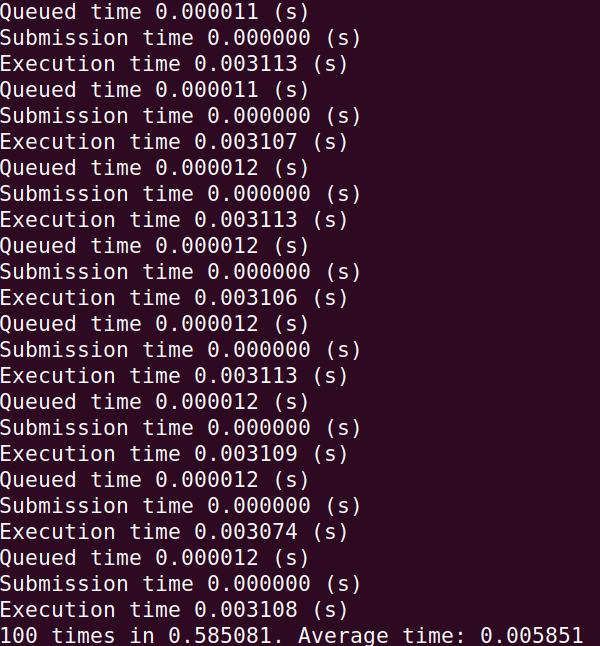 Queued time 0.000011 (s)
Submission time 0.000000 (s)
Execution time 0.003113 (s)
Queued time 0.000011 (s)
Submission time 0.000000 (s)
Execution time 0.003107 (s)
Queued time 0.000012 (s)
Submission time 0.000000 (s)
Execution time 0.003113 (s)
Queued time 0.000012 (s)
Submission time 0.000000 (s)
Execution time 0.003106 (s)
Queued time 0.000012 (s)
Submission time 0.000000 (s)
Execution time 0.003113 (s)
Queued time 0.000012 (s)
Submission time 0.000000 (s)
Execution time 0.003109 (s)
Queued time 0.000012 (s)
Submission time 0.000000 (s)
Execution time 0.003074 (s)
Queued time 0.000012 (s)
Submission time 0.000000 (s)
Execution time 0.003108 (s)
100 times in 0.585081. Average time: 0.005851